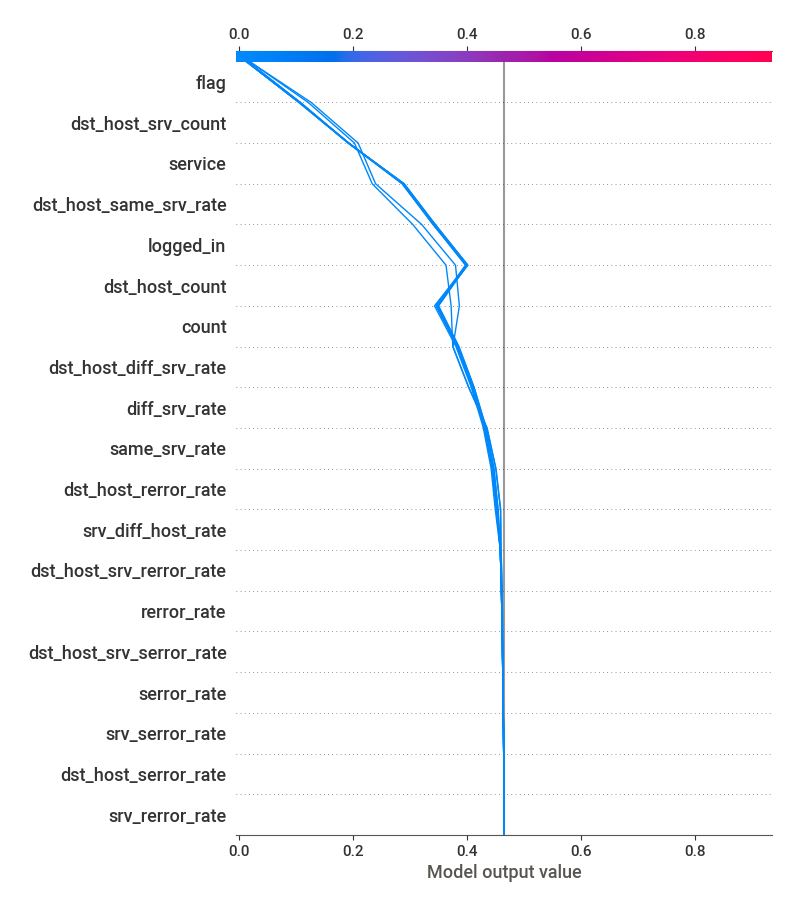 0.0 0.2 0.4 0.6 0.8
flag
dst_host_srv_count
service
dst_host_same_srv_rate
logged_in
dst_host_count
count
dst_host_diff_srv_rate
diff_srv_rate
same_srv_rate
dst_host_rerror_rate
srv_diff_host_rate
dst_host_srv_rerror_rate
rerror_rate
dst_host_srv_serror_rate
serror_rate
srv_serror_rate
dst_host_serror_rate
srv_rerror_rate
0.0 0.2 0.4 0.6 0.8
Model output value